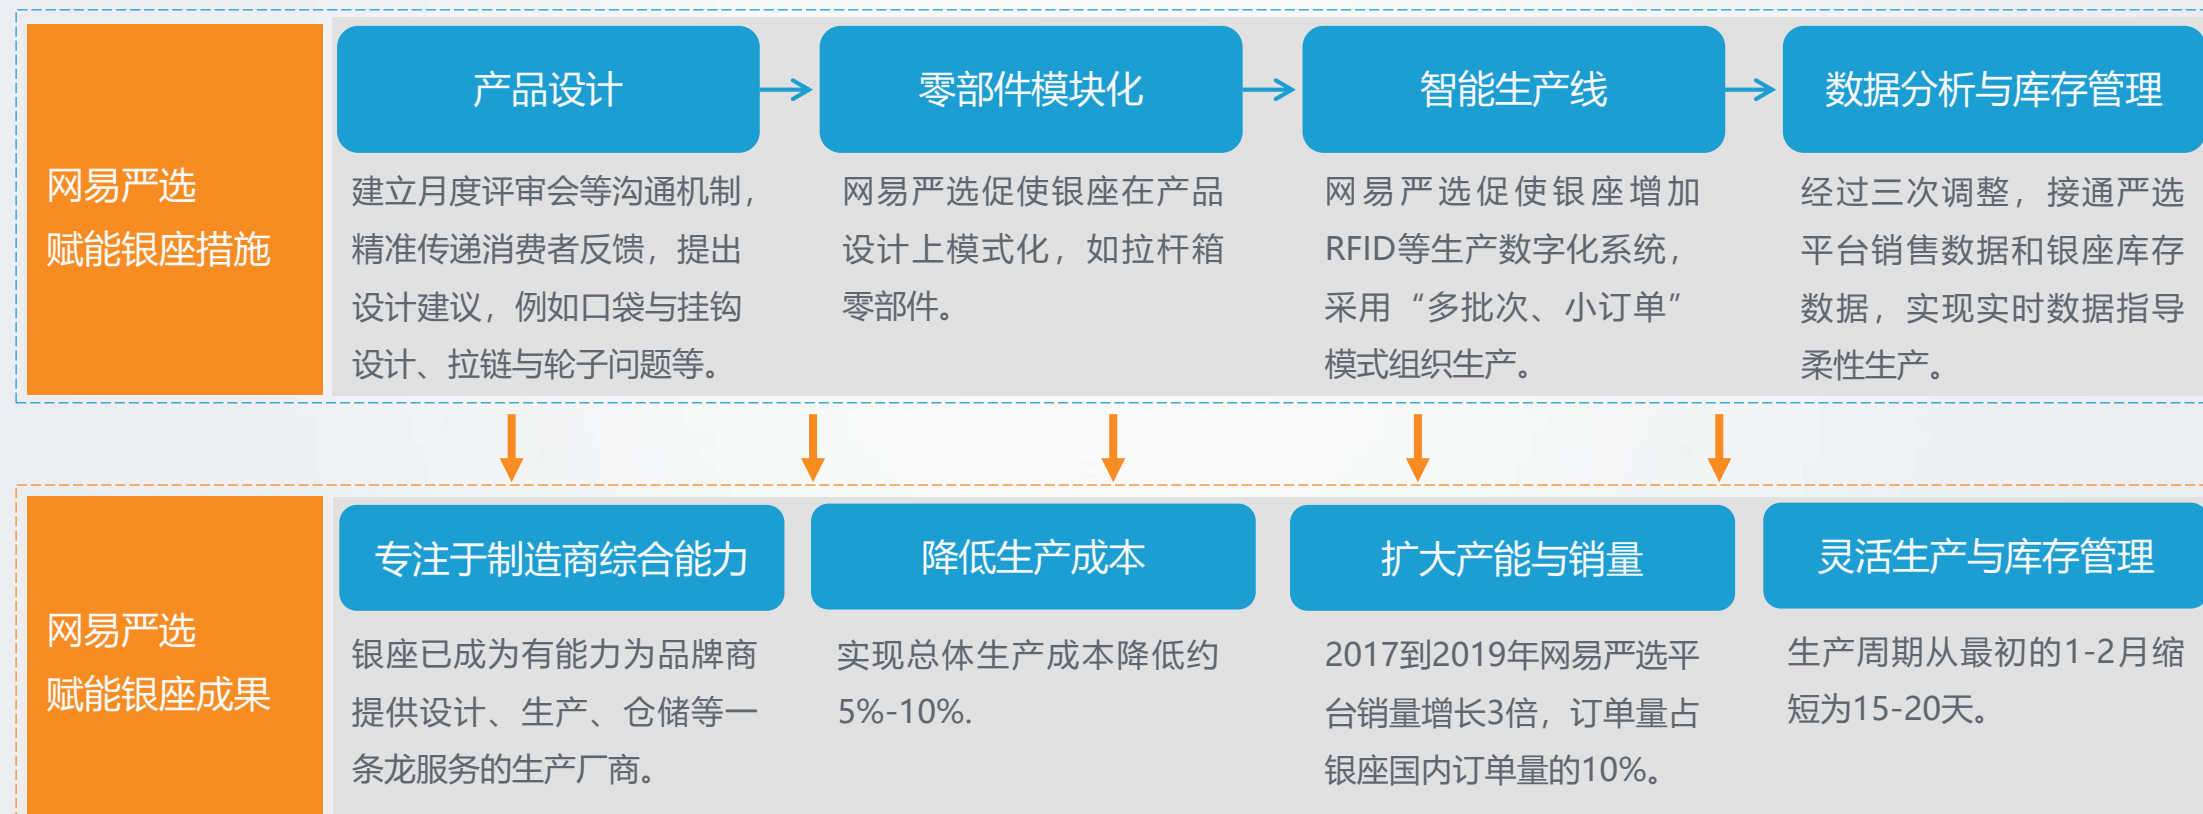 网易严选
赋能银座措施
产品设计
建立月度评审会等沟通机制，
精准传递消费者反馈，提出
设计建议，例如口袋与挂钩
设计、拉链与轮子问题等。
零部件模块化
网易严选促使银座在产品
设计上模式化，如拉杆箱
零部件。
智能生产线
网易严选促使银座增加
RFID等生产数字化系统，
采用“多批次、小订单”
模式组织生产。
数据分析与库存管理
经过三次调整，接通严选
平台销售数据和银座库存
数据，实现实时数据指导
柔性生产。
网易严选
赋能银座成果
专注于制造商综合能力
银座已成为有能力为品牌商
提供设计、生产、仓储等一
条龙服务的生产厂商。
降低生产成本
实现总体生产成本降低约
5%-10%.
扩大产能与销量
2017到2019年网易严选平
台销量增长3倍，订单量占
银座国内订单量的10%。
灵活生产与库存管理
生产周期从最初的1-2月缩
短为15-20天。